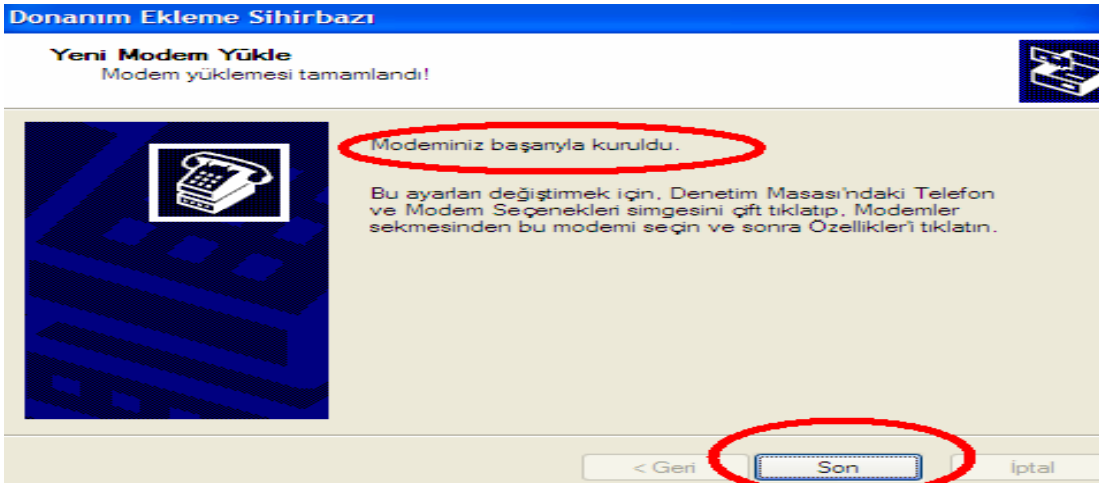 Donanım Ekleme Sihirbazı
Yeni Modem Yükle
Modem yüklemesi tamamlandı!
Modeminiz başarıyla kuruldu.
Bu ayarları değiştirmek için, Denetim Masası'ndaki Telefon
ve Modem Seçenekleri simgesini çift tıklatıp, Modemler
sekmesinden bu modemi seçin ve sonra Özellikler'i tıklatın.
< Geri
Son
İptal